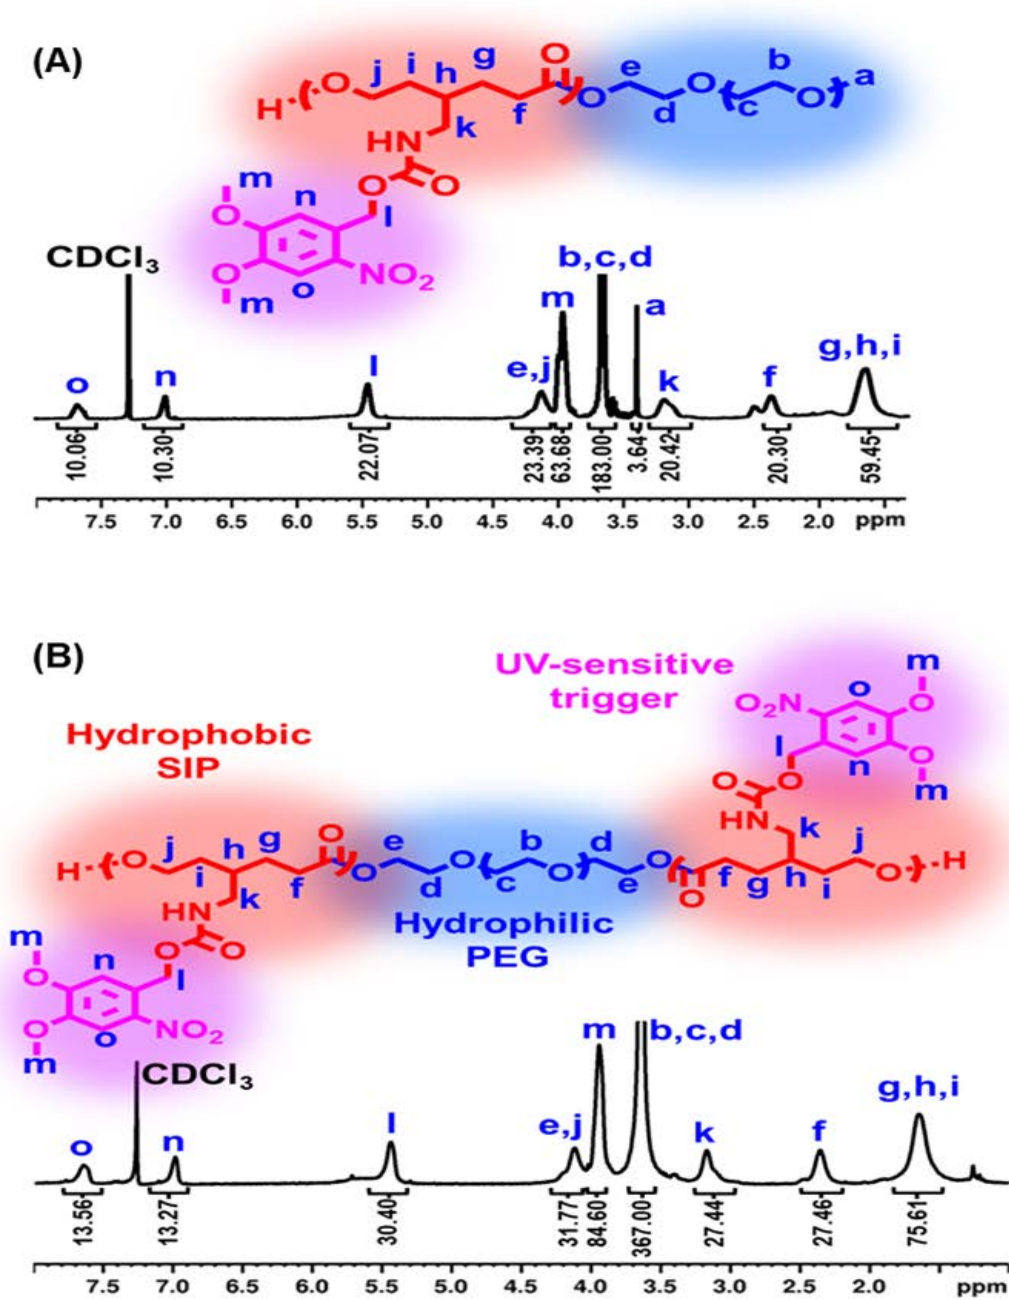 (A)
H ( O j i h g f O ) O e d O ( c b O ) a
k
HN
O O
m n l
O
CDCl₃
O NO₂
m o
b,c,d
m
a
o n l e,j k f g,h,i
10.06 10.30 22.07 23.39 63.68 183.00 3.64 20.42 20.30 59.45
7.5 7.0 6.5 6.0 5.5 5.0 4.5 4.0 3.5 3.0 2.5 2.0 ppm
(B)
UV-sensitive
trigger
m
O₂N o O
l O
n m
O O
HN
k
Hydrophobic
SIP
H ( O j i h g f O ) O e d O ( c b O ) d e O ( O f g h i j O ) H
k
HN
O O
Hydrophilic
PEG
m n l
O
O NO₂
m o
CDCl₃
m b,c,d
o n l e,j k f g,h,i
13.56 13.27 30.40 31.77 84.60 367.00 27.44 27.46 75.61
7.5 7.0 6.5 6.0 5.5 5.0 4.5 4.0 3.5 3.0 2.5 2.0 ppm